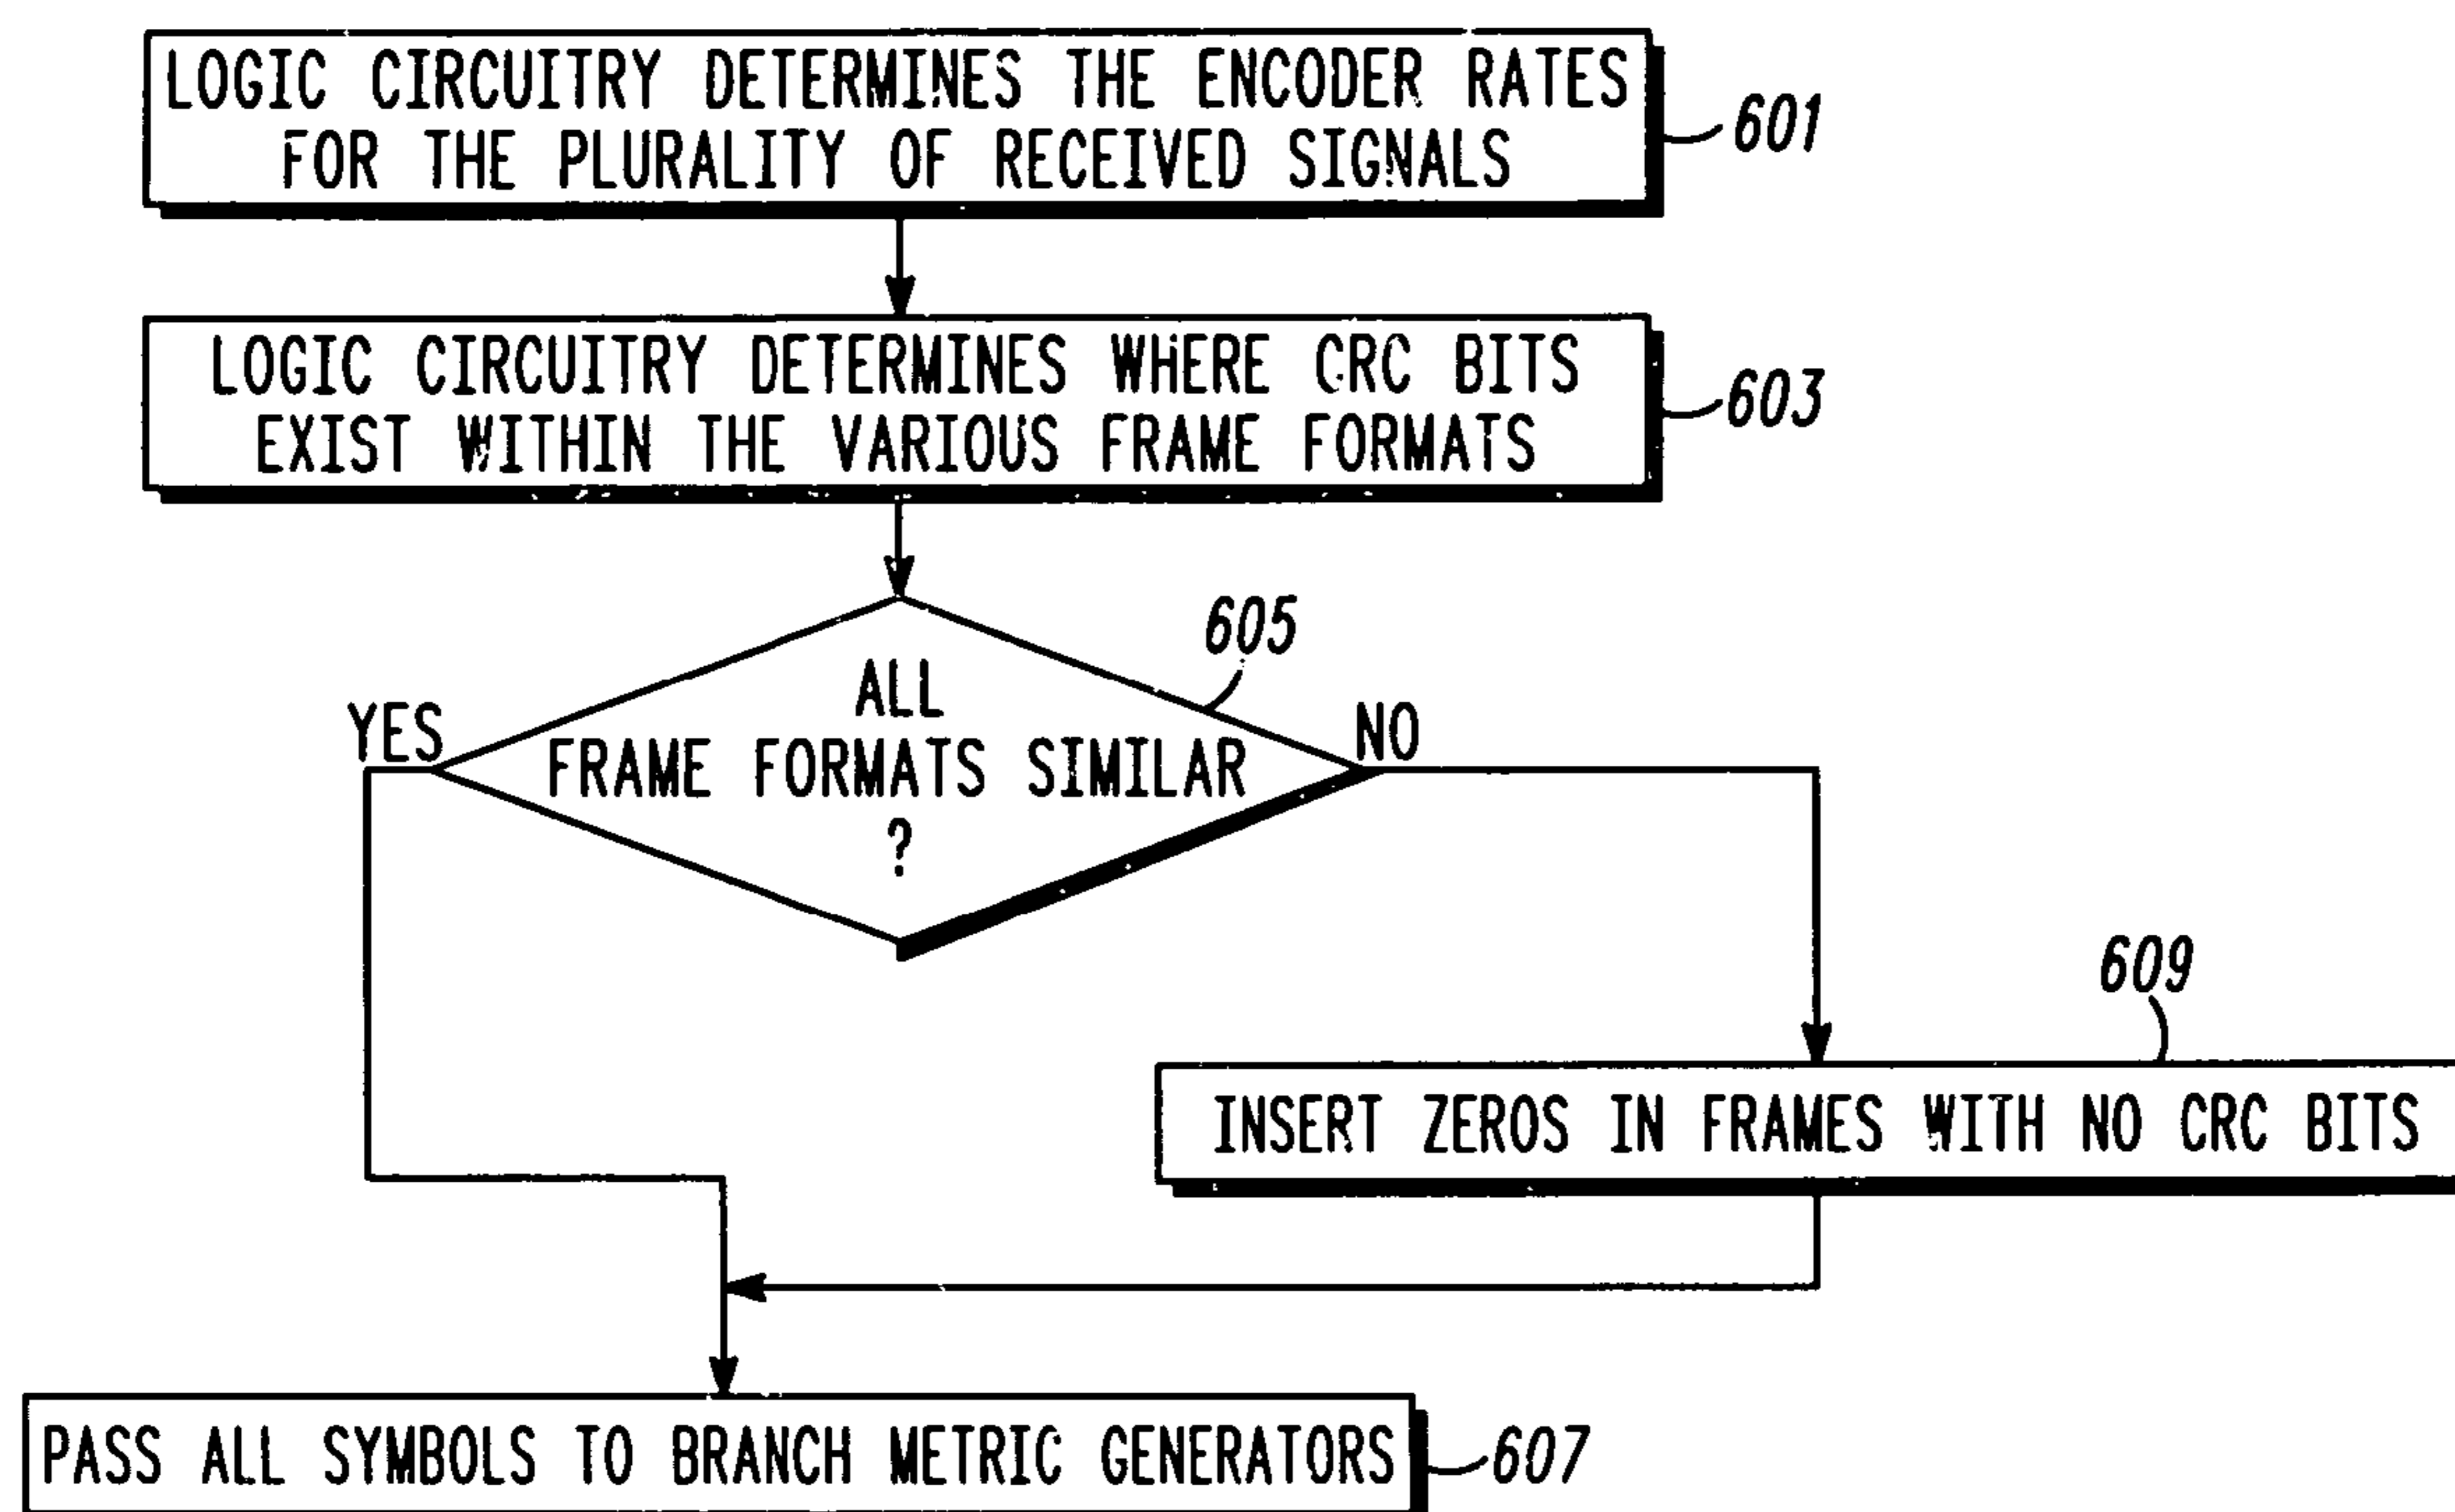 LOGIC CIRCUITRY DETERMINES THE ENCODER RATES
FOR THE PLURALITY OF RECEIVED SIGNALS
601
LOGIC CIRCUITRY DETERMINES WHERE CRC BITS
EXIST WITHIN THE VARIOUS FRAME FORMATS
603
605
ALL
FRAME FORMATS SIMILAR
?
YES
NO
609
INSERT ZEROS IN FRAMES WITH NO CRC BITS
PASS ALL SYMBOLS TO BRANCH METRIC GENERATORS
607